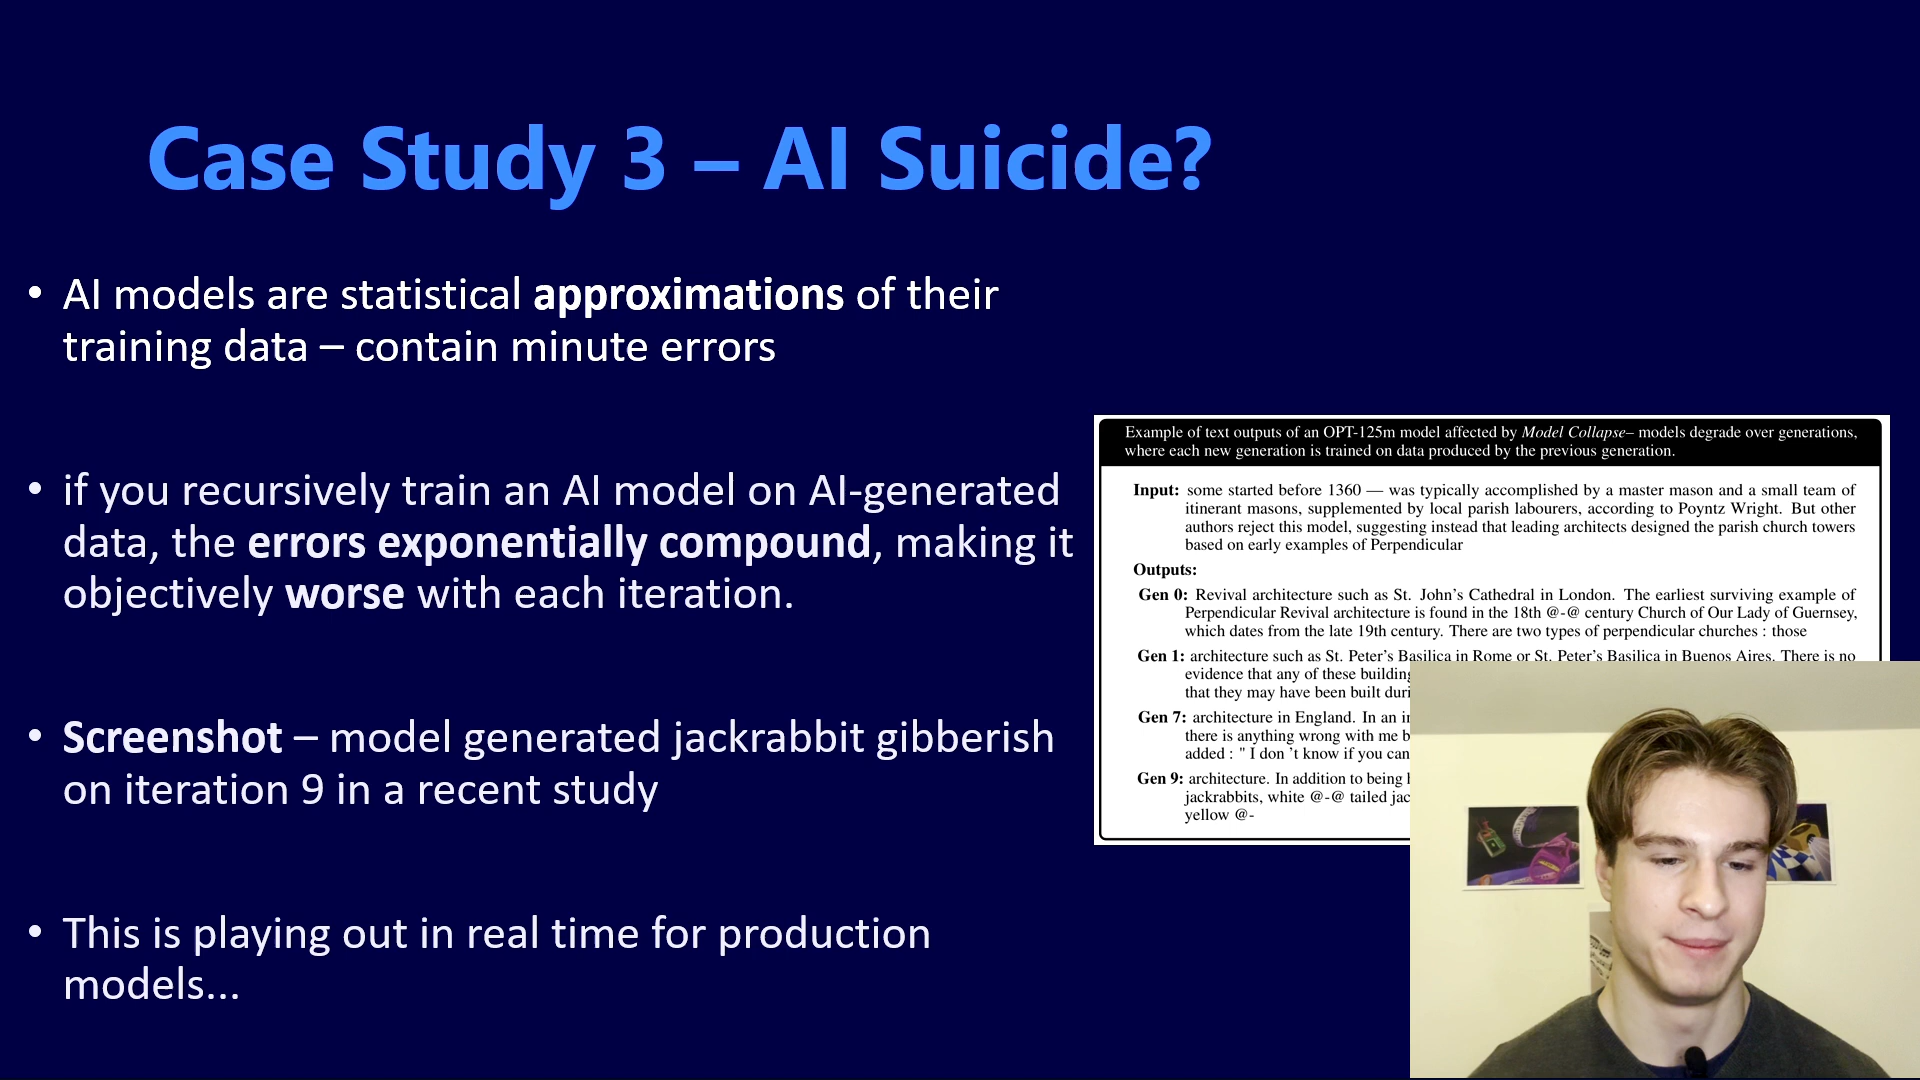 Case Study 3 – AI Suicide?
• AI models are statistical approximations of their
training data – contain minute errors
• if you recursively train an AI model on AI-generated
data, the errors exponentially compound, making it
objectively worse with each iteration.
• Screenshot – model generated jackrabbit gibberish
on iteration 9 in a recent study
• This is playing out in real time for production
models...
Example of text outputs of an OPT-125m model affected by Model Collapse– models degrade over generations,
where each new generation is trained on data produced by the previous generation.
Input: some started before 1360 — was typically accomplished by a master mason and a small team of
itinerant masons, supplemented by local parish labourers, according to Poyntz Wright. But other
authors reject this model, suggesting instead that leading architects designed the parish church towers
based on early examples of Perpendicular
Outputs:
Gen 0: Revival architecture such as St. John's Cathedral in London. The earliest surviving example of
Perpendicular Revival architecture is found in the 18th @-@ century Church of Our Lady of Guernsey,
which dates from the late 19th century. There are two types of perpendicular churches : those
Gen 1: architecture such as St. Peter's Basilica in Rome or St. Peter's Basilica in Buenos Aires. There is no
evidence that any of these building
that they may have been built
Gen 7: architecture in England. In an
there is anything wrong with me
added : " I don 't know if you can
Gen 9: architecture. In addition to being
jackrabbits, white @-@ tailed
yellow @-